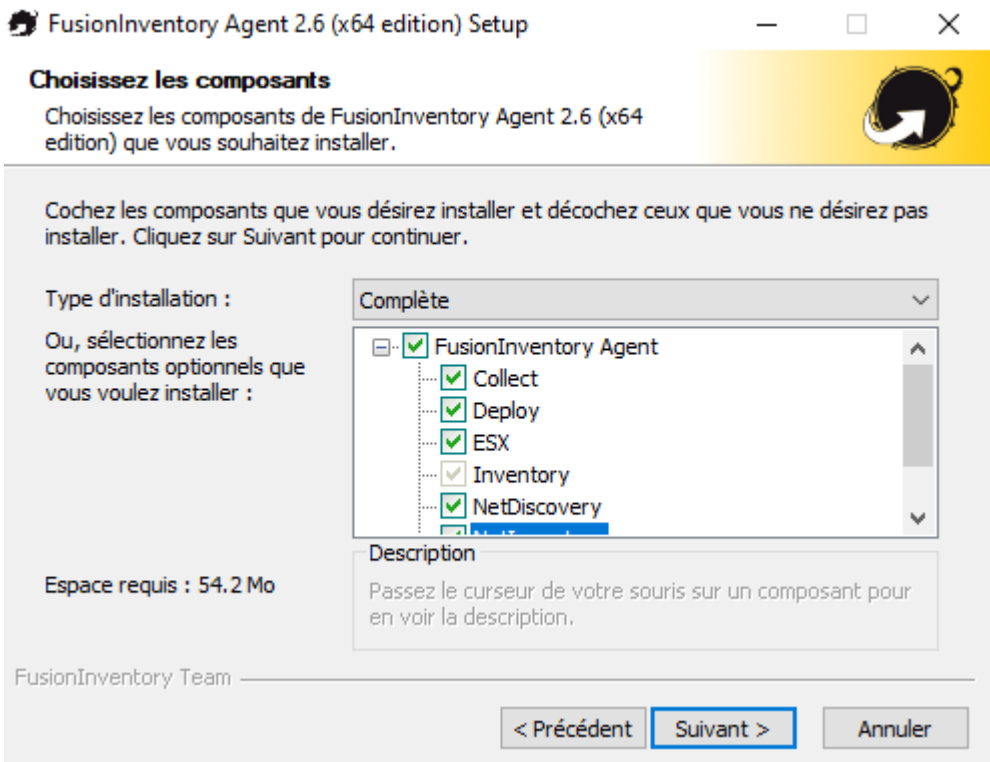 FusionInventory Agent 2.6 (x64 edition) Setup
Choisissez les composants
Choisissez les composants de FusionInventory Agent 2.6 (x64
edition) que vous souhaitez installer.
Cochez les composants que vous désirez installer et décochez ceux que vous ne désirez pas
installer. Cliquez sur Suivant pour continuer.
Type d'installation :
Complète
Ou, sélectionnez les
composants optionnels que
vous voulez installer :
FusionInventory Agent
Collect
Deploy
ESX
Inventory
NetDiscovery
Espace requis : 54.2 Mo
Description
Passez le curseur de votre souris sur un composant pour
en voir la description.
FusionInventory Team
< Précédent
Suivant >
Annuler